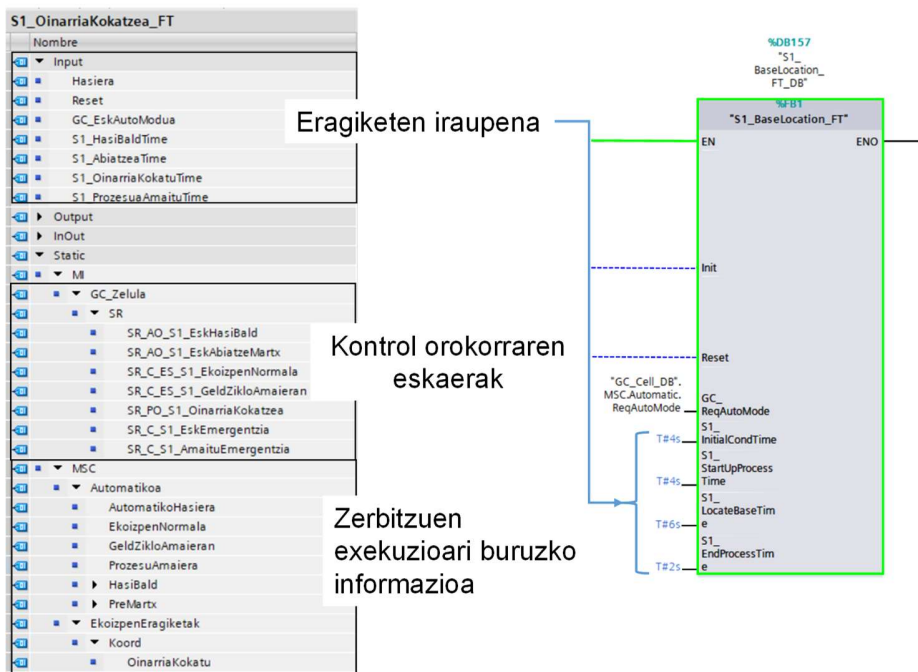 S1_OinarriaKokatzea_FT
Nombre
Input
Hasiera
Reset
GC_EskAutoModua
S1_HasiBaldTime
S1_AbiatzeaTime
S1_OinarriaKokatuTime
S1_ProzesuaAmaituTime
Output
InOut
Static
MI
GC_Zelula
SR
SR_AO_S1_EskHasiBald
SR_AO_S1_EskAbiatzeMartx
SR_C_ES_S1_EkoizpenNormala
SR_C_ES_S1_GeldZikloAmaieran
SR_PO_S1_OinarriaKokatzea
SR_C_S1_EskEmergentzia
SR_C_S1_AmaituEmergentzia
MSC
Automatikoa
AutomatikoHasiera
EkoizpenNormala
GeldZikloAmaieran
ProzesuAmaiera
HasiBald
PreMartx
EkoizpenEragiketak
Koord
OinarriaKokatu
Eragiketen iraupena
Kontrol orokorraren
eskaerak
Zerbitzuen
exekuzioari buruzko
informazioa
%DB157
"S1_
BaseLocation_
FT_DB"
%FB1
"S1_BaseLocation_FT"
EN
ENO
Init
Reset
"GC_Cell_DB".
MSC.Automatic.
ReqAutoMode
GC_
ReqAutoMode
T#4s
S1_
InitialCondTime
T#4s
S1_
StartUpProcess
Time
T#6s
S1_
LocateBaseTim
e
T#2s
S1_
EndProcessTim
e